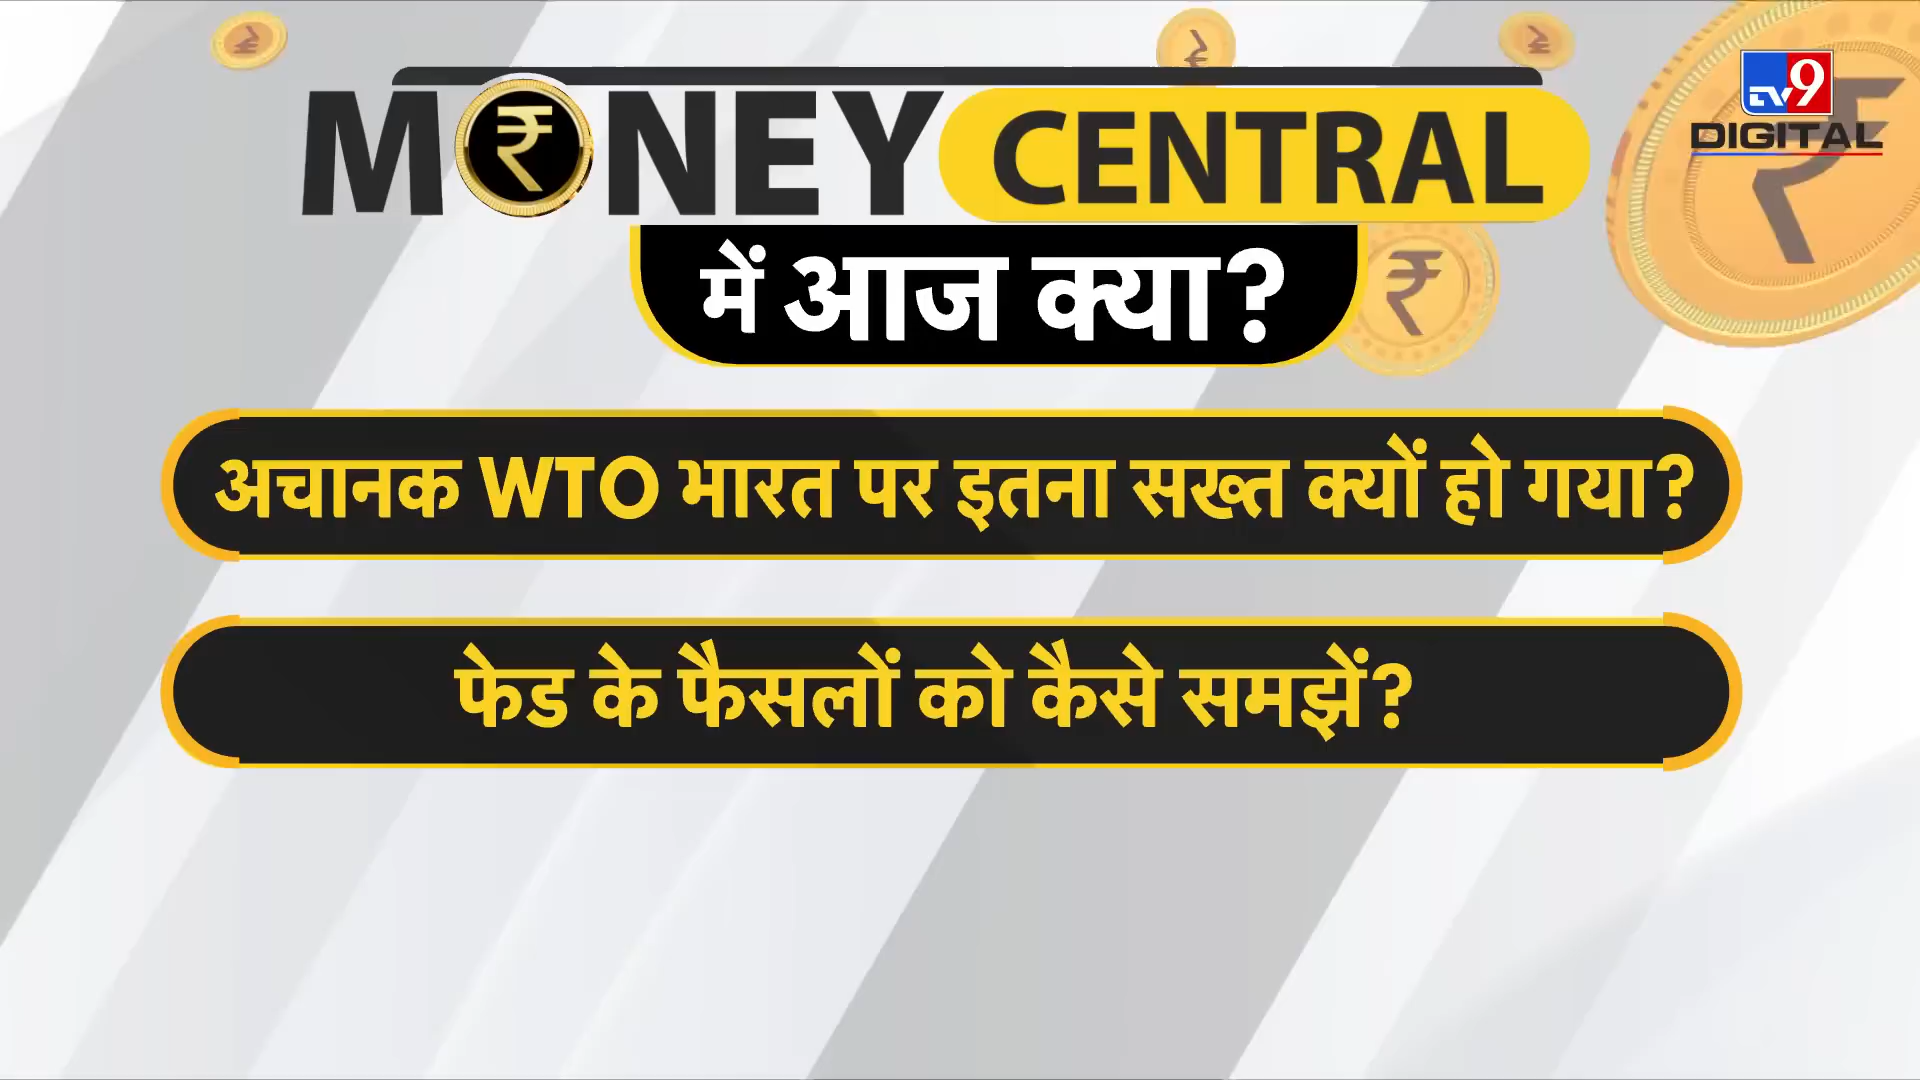 MONEY CENTRAL
TV9
DIGITAL
में आज क्या?
अचानक WTO भारत पर इतना सख्त क्यों हो गया?
फेड के फैसलों को कैसे समझें?